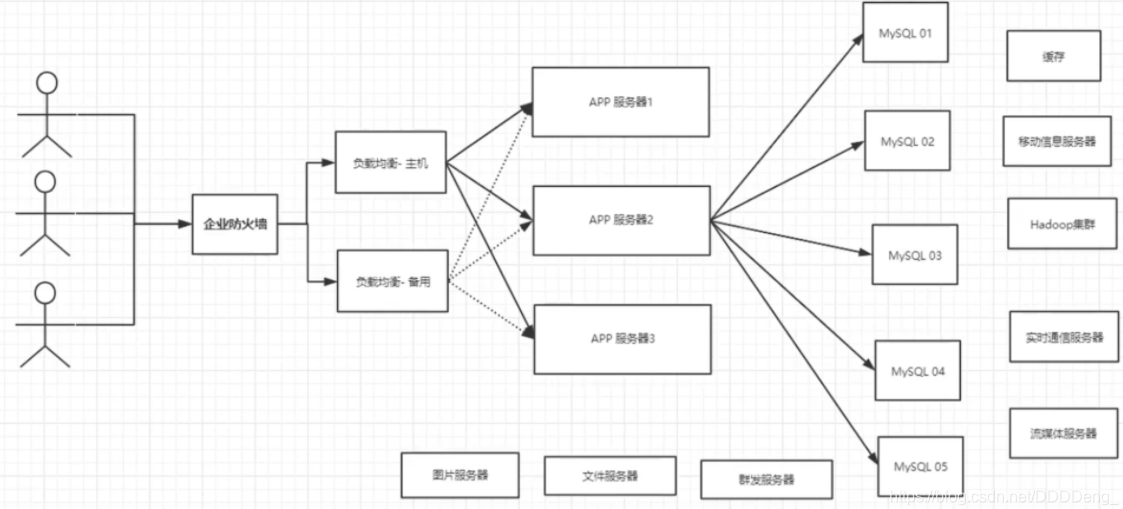 企业防火墙
负载均衡- 主机
负载均衡- 备用
APP 服务器1
APP 服务器2
APP 服务器3
MySQL 01
MySQL 02
MySQL 03
MySQL 04
MySQL 05
缓存
移动信息服务器
Hadoop集群
实时通信服务器
流媒体服务器
图片服务器
文件服务器
群发服务器
https://blog.csdn.net/DDDDeng_